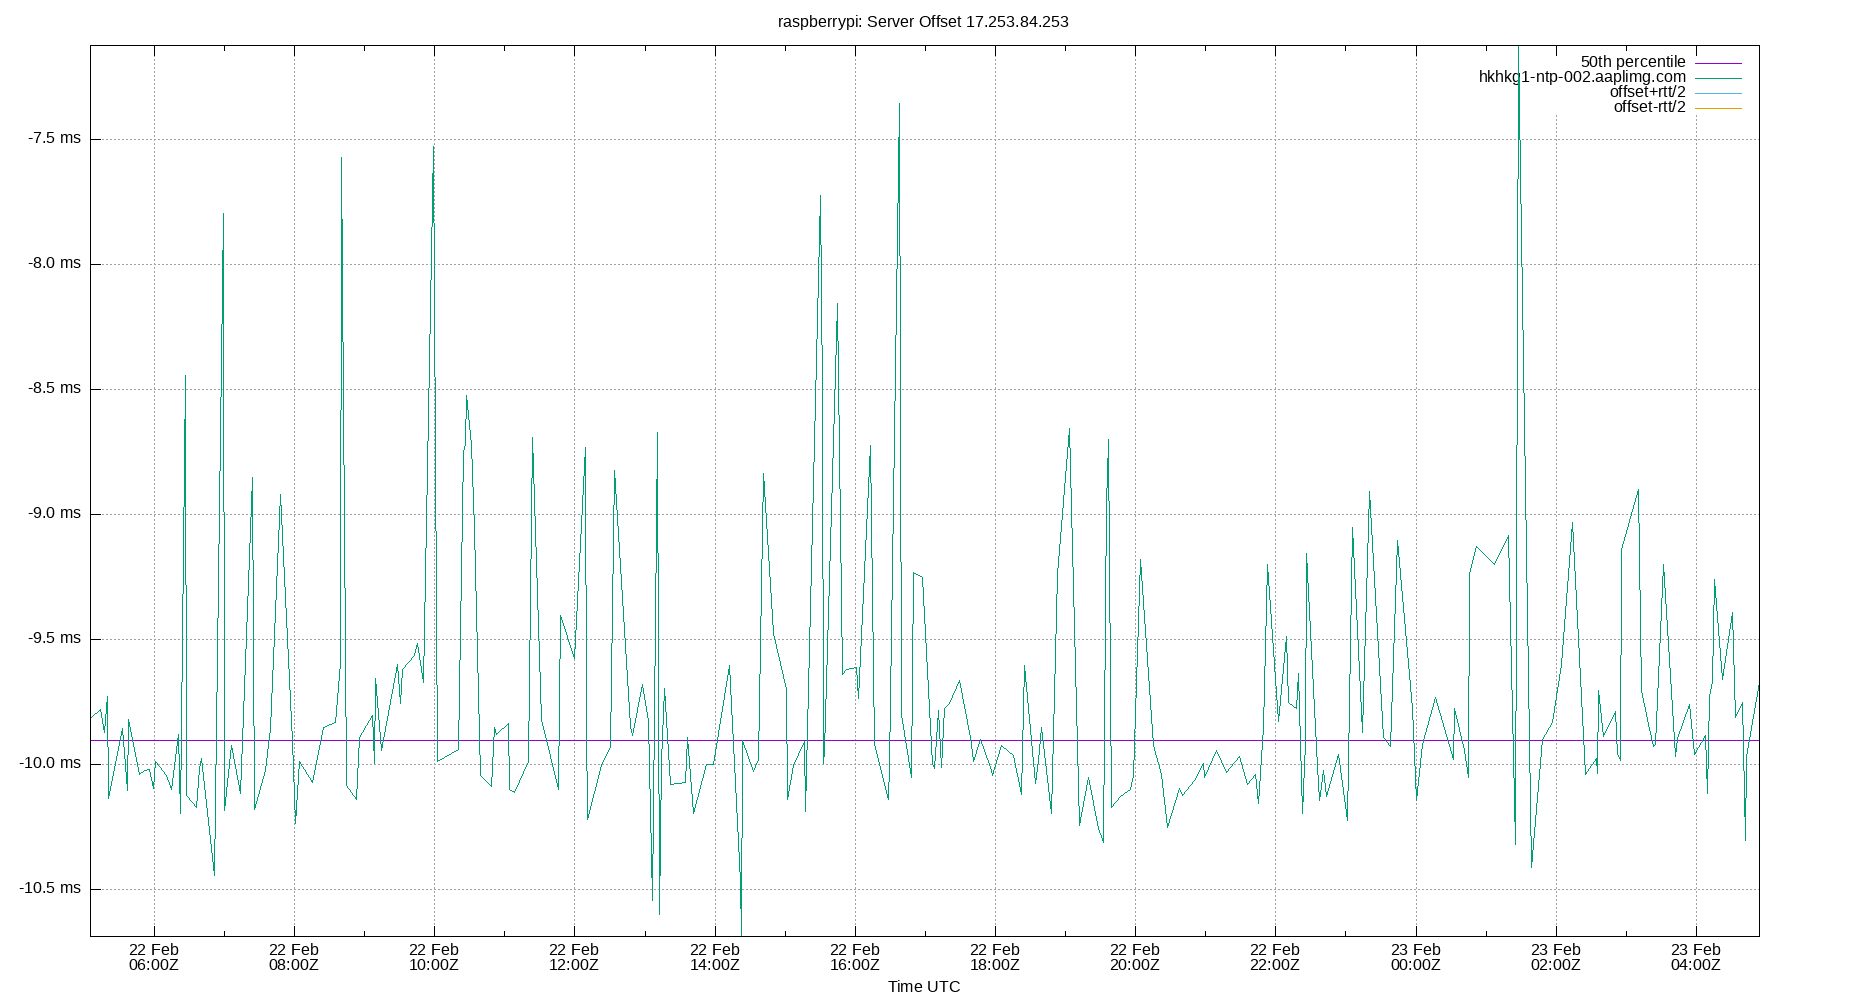 raspberrypi: Server Offset 17.253.84.253
50th percentile
hkhkg1-ntp-002.aaplimg.com
offset+rtt/2
offset-rtt/2
-7.5 ms
-8.0 ms
-8.5 ms
-9.0 ms
-9.5 ms
-10.0 ms
-10.5 ms
22 Feb 22 Feb 22 Feb 22 Feb 22 Feb 22 Feb 22 Feb 22 Feb 22 Feb 23 Feb 23 Feb 23 Feb
06:00Z 08:00Z 10:00Z 12:00Z 14:00Z 16:00Z 18:00Z 20:00Z 22:00Z 00:00Z 02:00Z 04:00Z
Time UTC